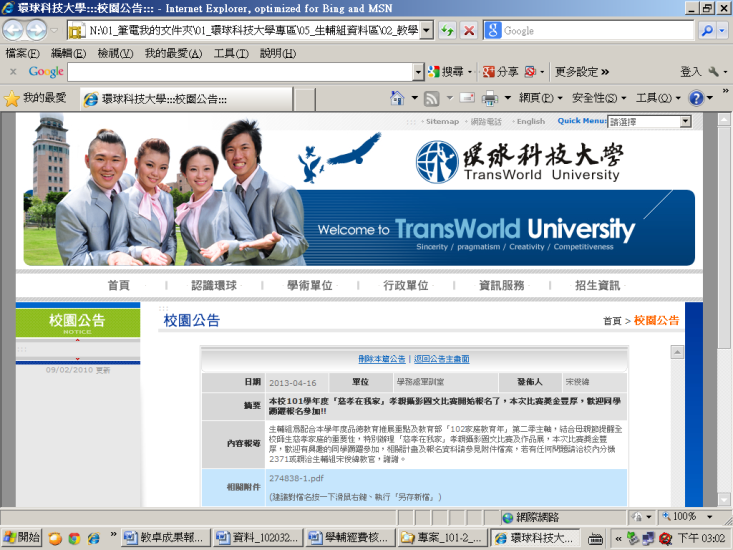 環球科技大學:::校園公告::: - Internet Explorer, optimized for Bing and MSN
N:\01_筆電我的文件夾\01_環球科技大學專區\05_生輔組資料區\02_教學
Google
檔案(F) 編輯(E) 檢視(V) 我的最愛(A) 工具(T) 說明(H)
× Google 搜尋 分享 更多設定 » 登入
我的最愛 環球科技大學:::校園公告::: 網頁(P) 安全性(S) 工具(O) »
::: Sitemap 網路電話 English Quick Menu: 請選擇
環球科技大學
TransWorld University
Welcome to TransWorld University
Sincerity / pragmatism / Creativity / Competitiveness
首頁 認識環球 學術單位 行政單位 資訊服務 招生資訊
校園公告
NOTICE
09/02/2010 更新
校園公告
首頁 > 校園公告
刪除本篇公告 | 返回公告主畫面
日期 2013-04-16 單位 學務處軍訓室 發佈人 宋俊緯
摘要 本校101學年度「慈孝在我家」孝親攝影圖文比賽開始報名了，本次比賽獎金豐厚，歡迎同學
踴躍報名參加!!
內容報導 生輔組為配合本學年度品德教育推展重點及教育部「102家庭教育年」第二季主軸，結合母親節提醒全
校師生慈孝家庭的重要性，特別辦理「慈孝在我家」孝親攝影圖文比賽及作品展，本次比賽獎金豐
厚，歡迎有興趣的同學踴躍參加，相關計畫及報名資料請參見附件檔案，若有任何問題請洽校內分機
2371或親洽生輔組宋俊緯教官，謝謝。
相關附件 274838-1.pdf
(建議對檔名按一下滑鼠右鍵、執行「另存新檔」)
網際網路 100%
開始 » 教卓成果報... 資料_102032... 學輔經費核... 專案_101-2_... 環球科技大... « 下午 03:02